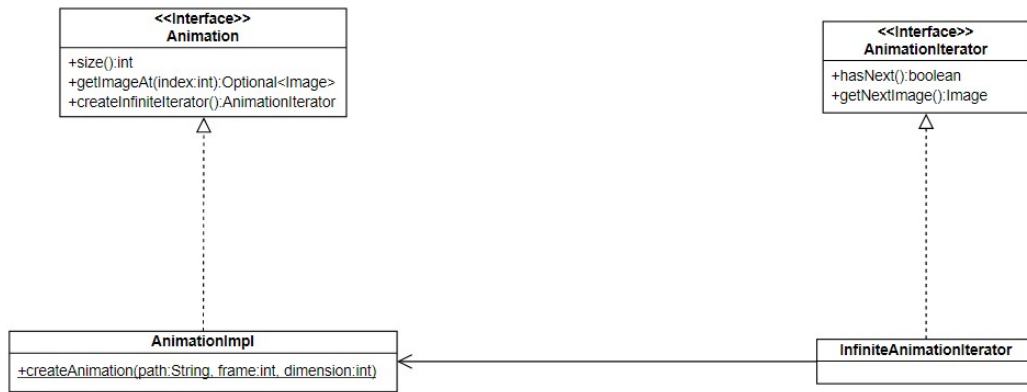 <<Interface>>
Animation
+size():int
+getImageAt(index:int):Optional<Image>
+createInfiniteIterator():AnimationIterator
<<Interface>>
AnimationIterator
+hasNext():boolean
+getNextImage():Image
AnimationImpl
+createAnimation(path:String, frame:int, dimension:int)
InfiniteAnimationIterator